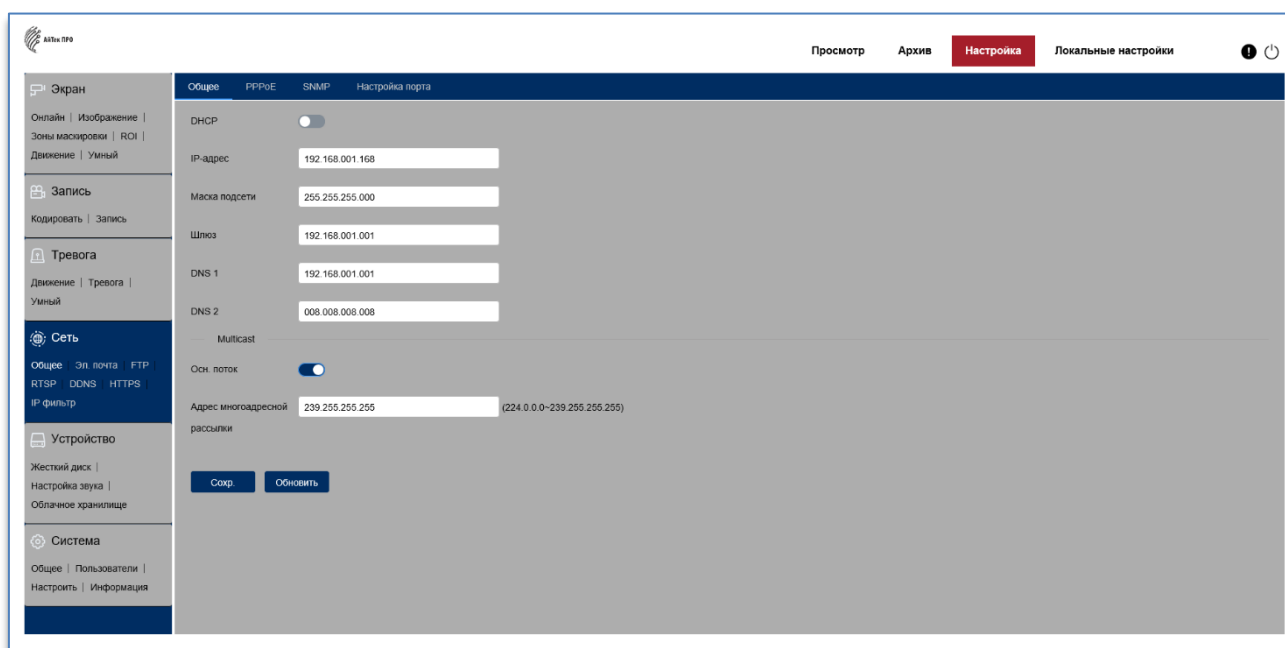 АйТек ПРО
Просмотр Архив Настройка Локальные настройки
Экран
Онлайн | Изображение |
Зоны маскировки | ROI |
Движение | Умный
Запись
Кодировать | Запись
Тревога
Движение | Тревога |
Умный
Сеть
Общее | Эл. почта | FTP |
RTSP | DDNS | HTTPS |
IP фильтр
Устройство
Жесткий диск |
Настройка звука |
Облачное хранилище
Система
Общее | Пользователи |
Настроить | Информация
Общее PPPoE SNMP Настройка порта
DHCP
IP-адрес 192.168.001.168
Маска подсети 255.255.255.000
Шлюз 192.168.001.001
DNS 1 192.168.001.001
DNS 2 008.008.008.008
Multicast
Осн. поток
Адрес многоадресной 239.255.255.255 (224.0.0.0~239.255.255.255)
рассылки
Сохр. Обновить